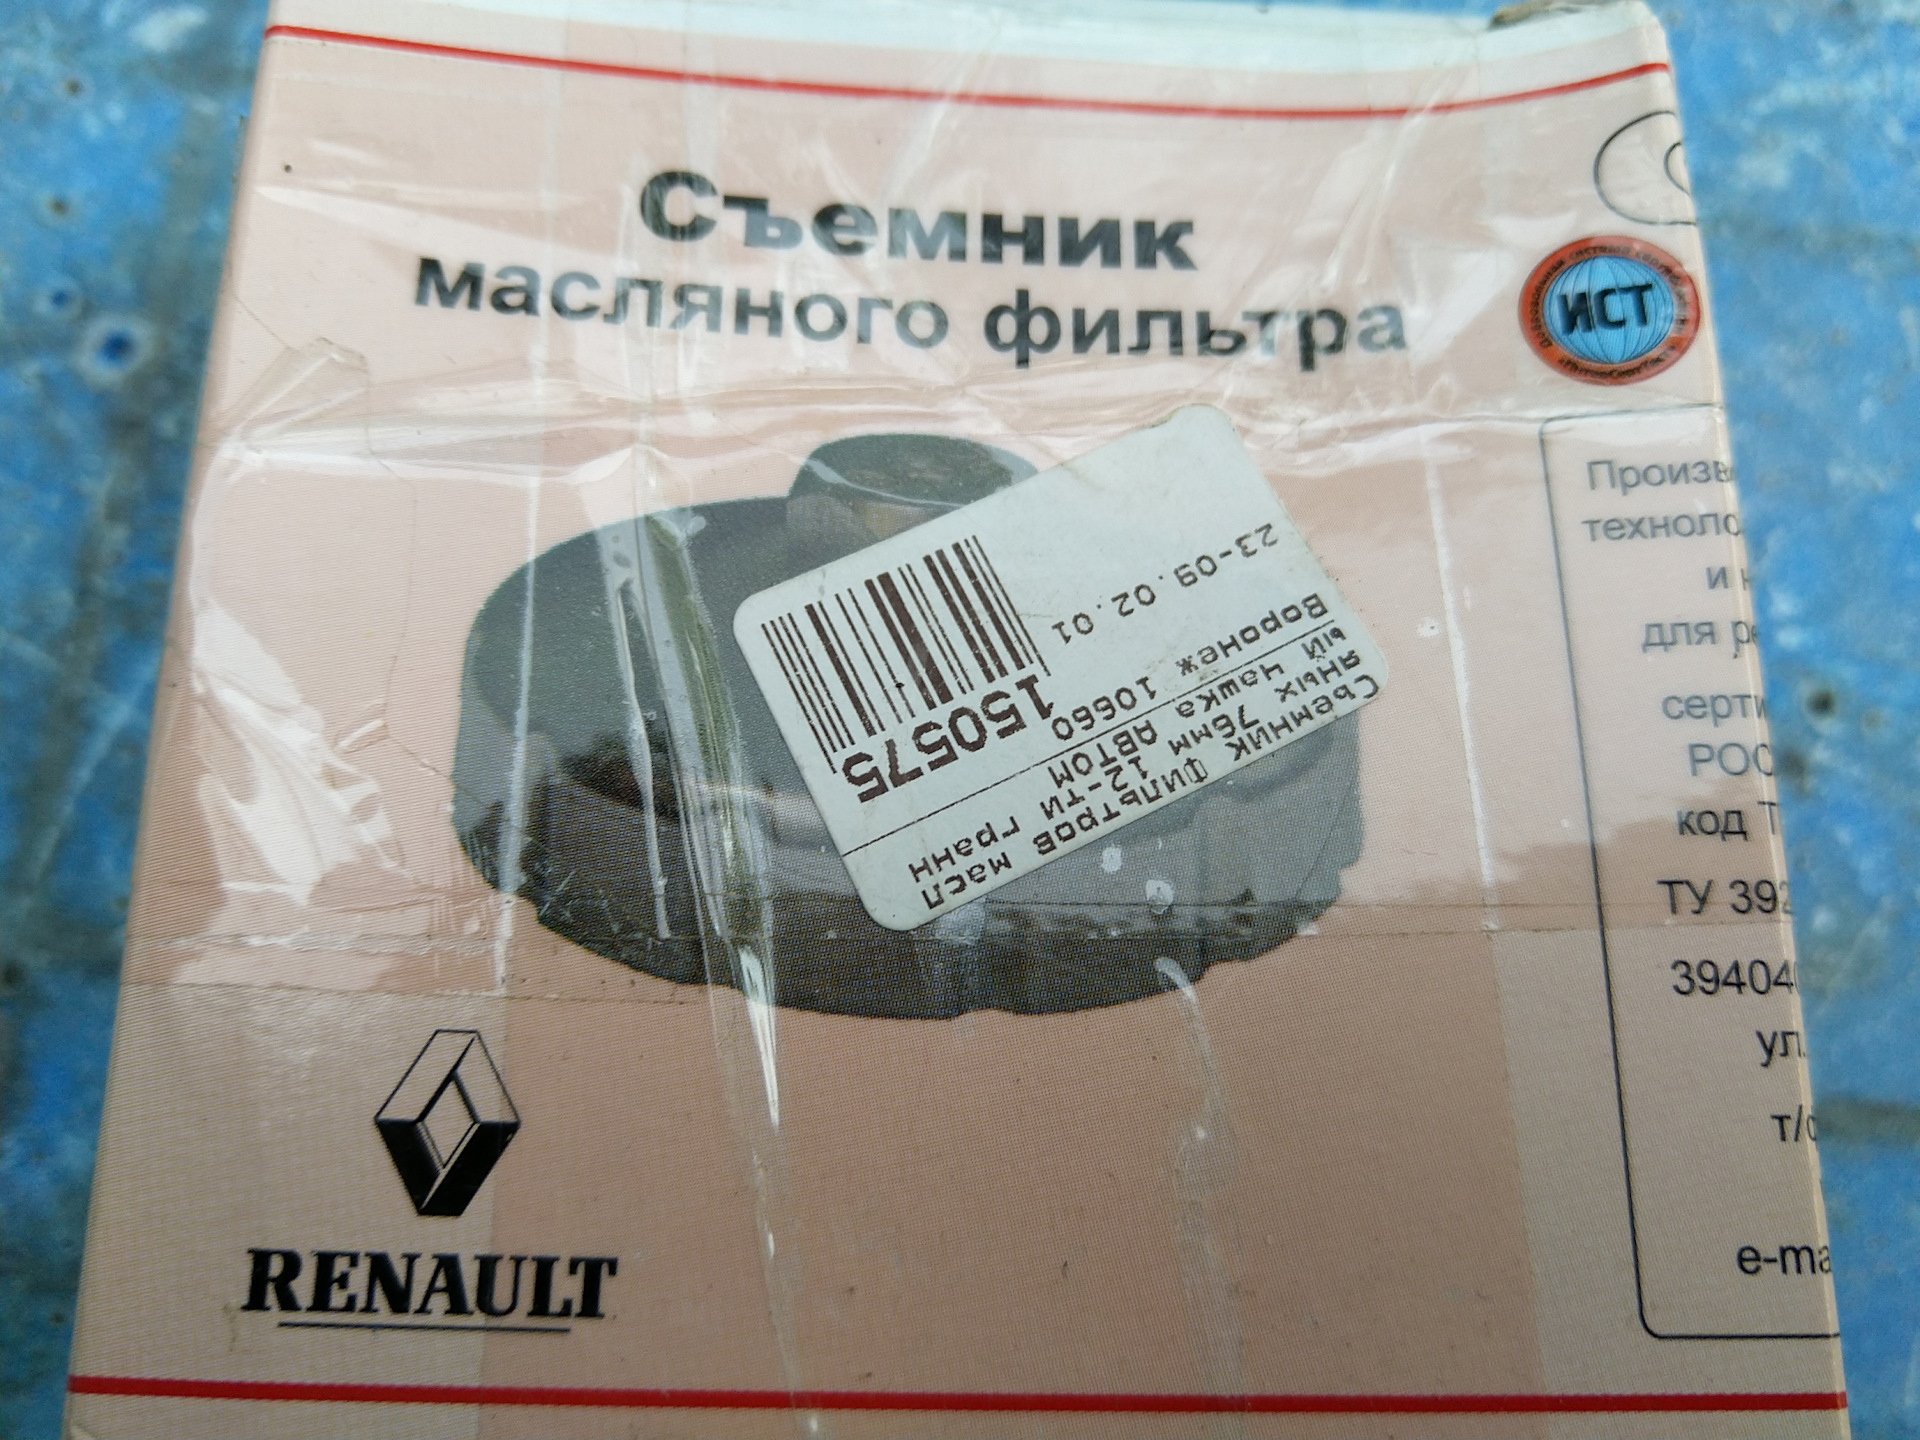 Съемник
масляного фильтра
ИСТ
Съемник фильтров масл
яных 76мм 12-ти гранн
ый чашка АВТОМ
Воронеж 10660
23-09.02.01
150575
RENAULT
Произв
техноло
и н
для ре
серти
РОС
код Т
ТУ 392
39404
ул.
т/
e-ma